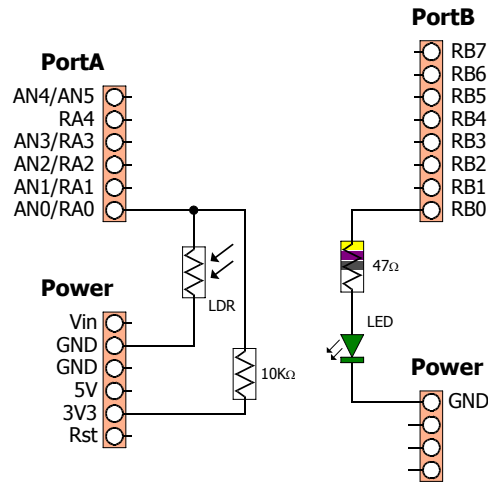 PortA
AN4/AN5
RA4
AN3/RA3
AN2/RA2
AN1/RA1
AN0/RA0
LDR
Power
Vin
GND
GND
5V
3V3
Rst
10KΩ
PortB
RB7
RB6
RB5
RB4
RB3
RB2
RB1
RB0
47Ω
LED
Power
GND